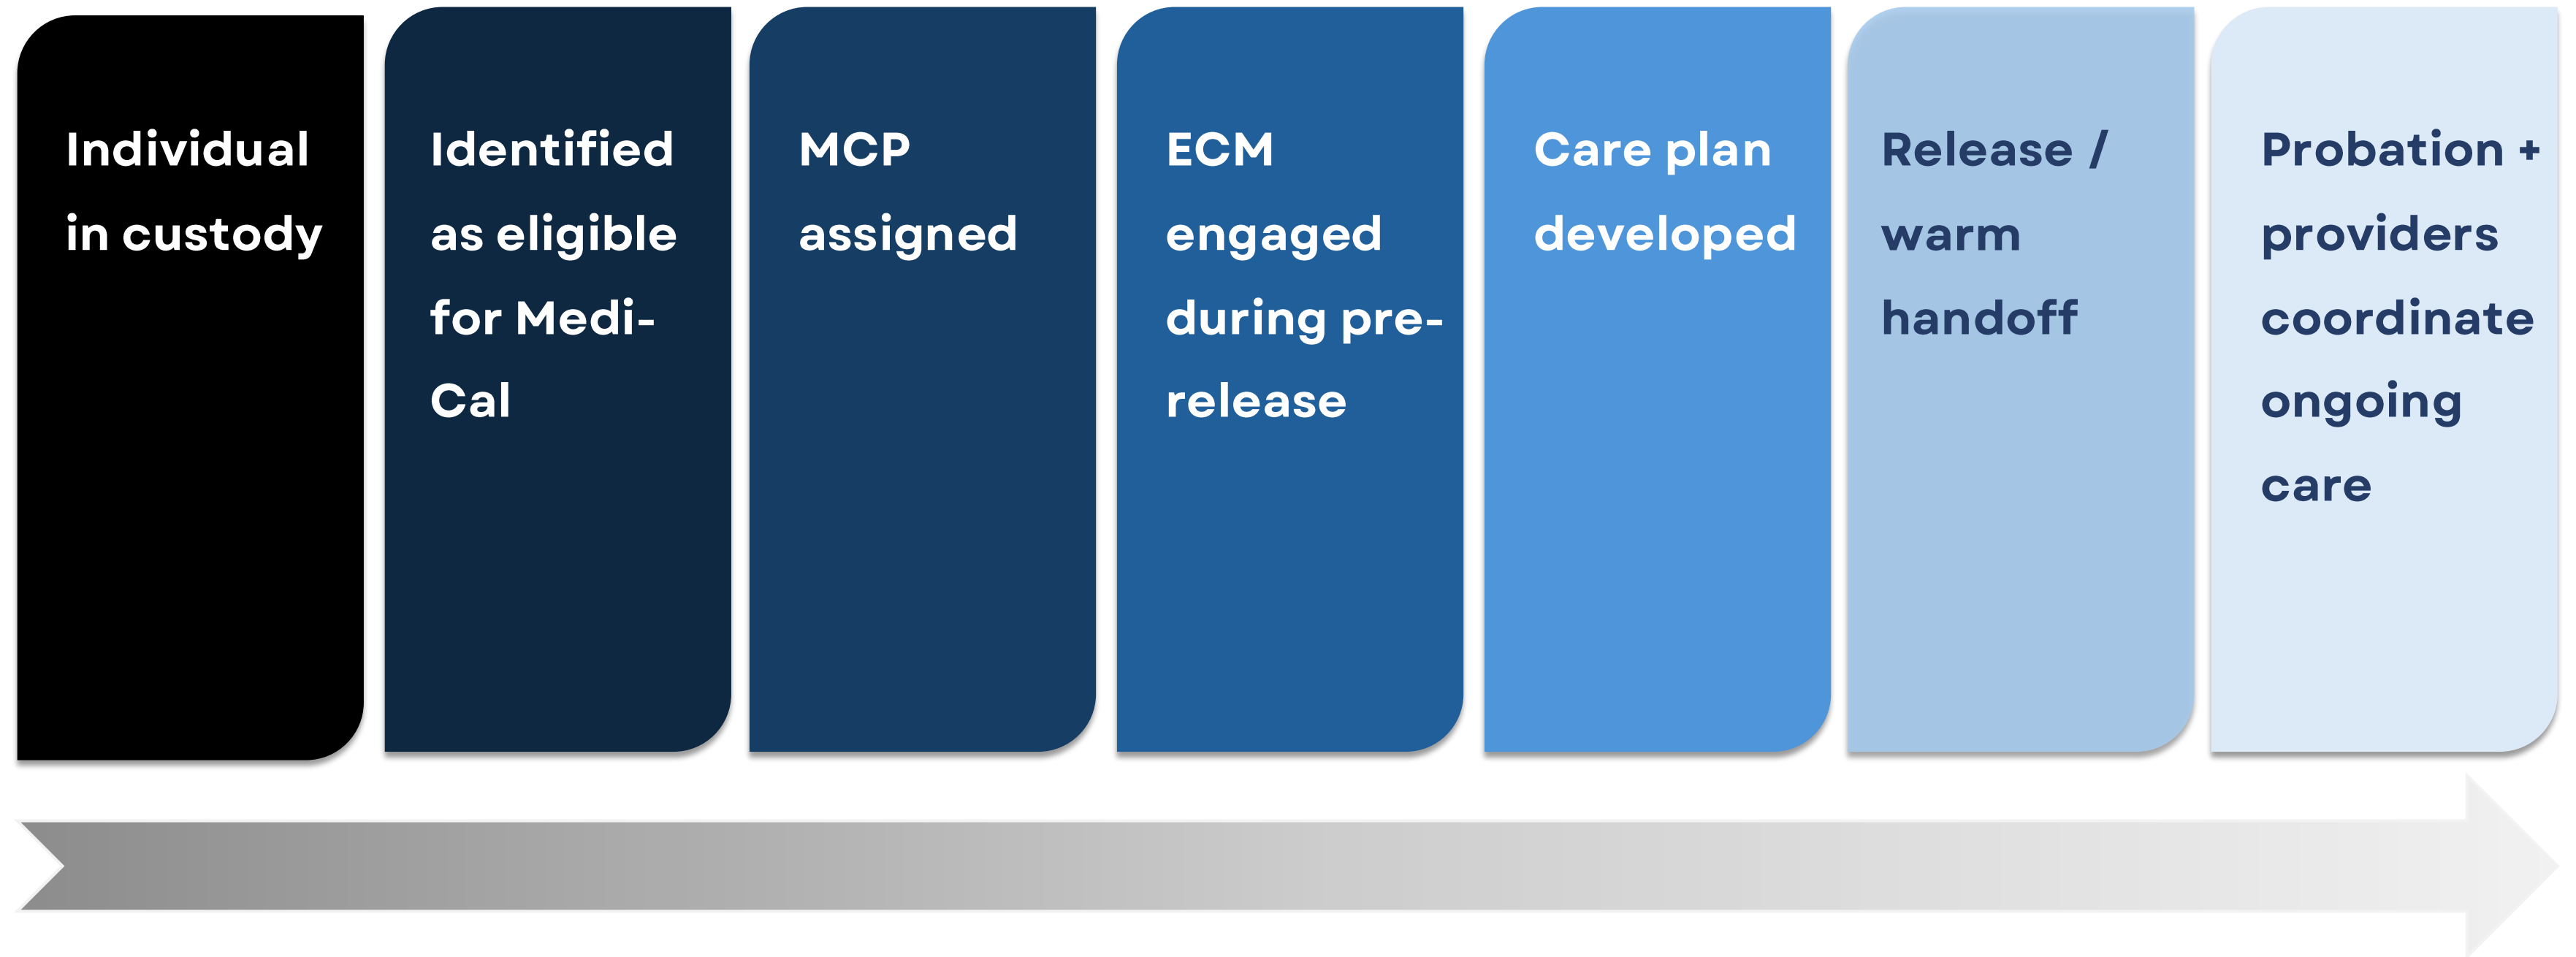 Individual
in custody
Identified
as eligible
for Medi-
Cal
MCP
assigned
ECM
engaged
during pre-
release
Care plan
developed
Release /
warm
handoff
Probation +
providers
coordinate
ongoing
care